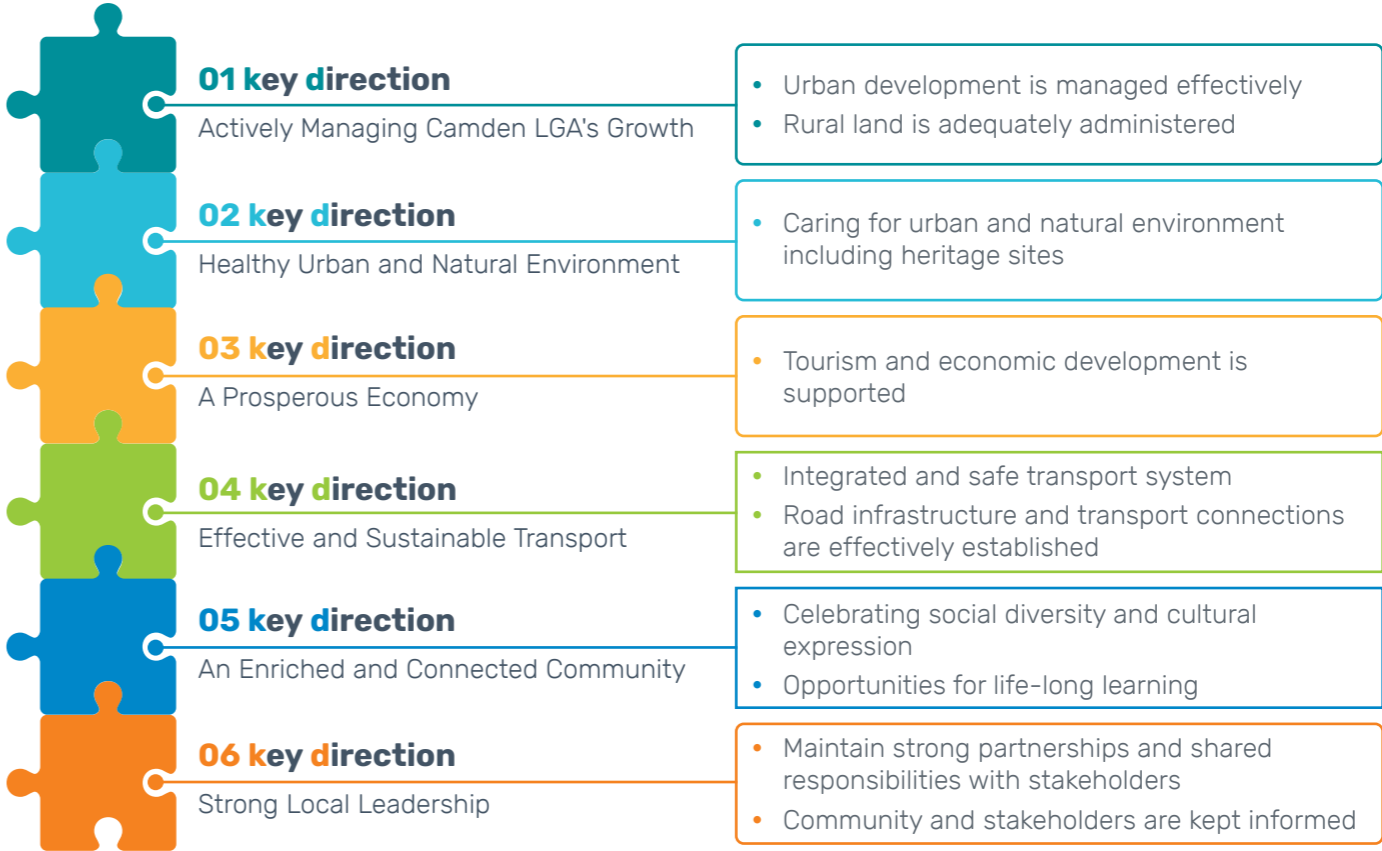 01 key direction
Actively Managing Camden LGA's Growth
• Urban development is managed effectively
• Rural land is adequately administered
02 key direction
Healthy Urban and Natural Environment
• Caring for urban and natural environment
including heritage sites
03 key direction
A Prosperous Economy
• Tourism and economic development is
supported
04 key direction
Effective and Sustainable Transport
• Integrated and safe transport system
• Road infrastructure and transport connections
are effectively established
05 key direction
An Enriched and Connected Community
• Celebrating social diversity and cultural
expression
• Opportunities for life-long learning
06 key direction
Strong Local Leadership
• Maintain strong partnerships and shared
responsibilities with stakeholders
• Community and stakeholders are kept informed